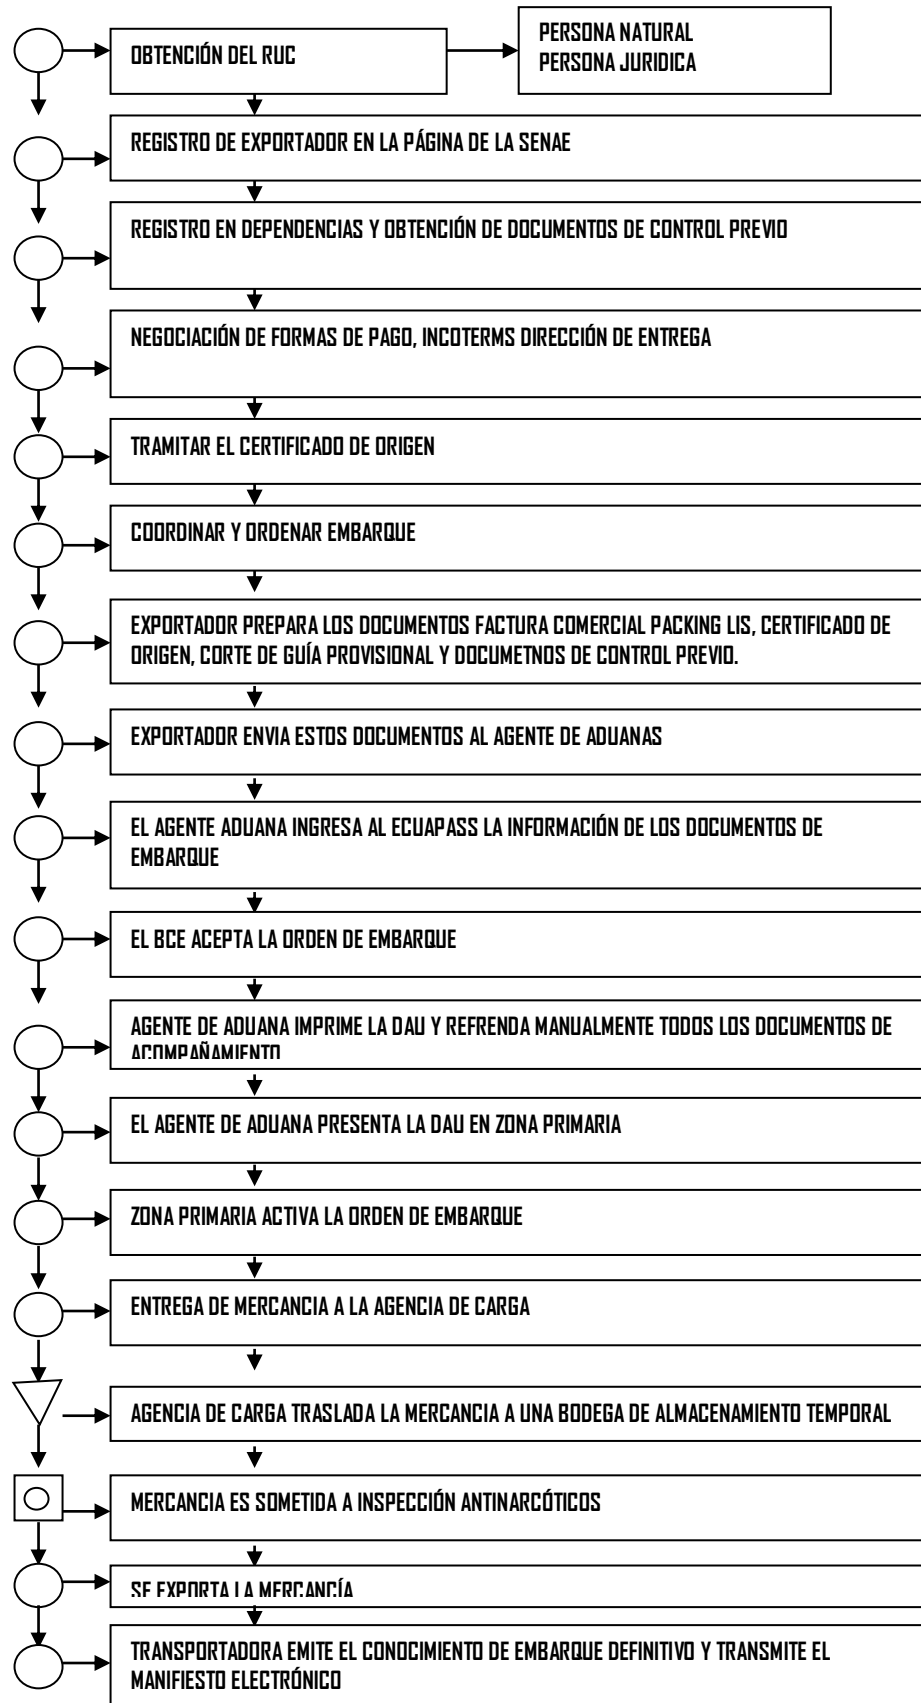 OBTENCIÓN DEL RUC
PERSONA NATURAL
PERSONA JURIDICA
REGISTRO DE EXPORTADOR EN LA PÁGINA DE LA SENAE
REGISTRO EN DEPENDENCIAS Y OBTENCIÓN DE DOCUMENTOS DE CONTROL PREVIO
NEGOCIACIÓN DE FORMAS DE PAGO, INCOTERMS DIRECCIÓN DE ENTREGA
TRAMITAR EL CERTIFICADO DE ORIGEN
COORDINAR Y ORDENAR EMBARQUE
EXPORTADOR PREPARA LOS DOCUMENTOS FACTURA COMERCIAL PACKING LIS, CERTIFICADO DE
ORIGEN, CORTE DE GUÍA PROVISIONAL Y DOCUMETNOS DE CONTROL PREVIO.
EXPORTADOR ENVIA ESTOS DOCUMENTOS AL AGENTE DE ADUANAS
EL AGENTE ADUANA INGRESA AL ECUAPASS LA INFORMACIÓN DE LOS DOCUMENTOS DE
EMBARQUE
EL BCE ACEPTA LA ORDEN DE EMBARQUE
AGENTE DE ADUANA IMPRIME LA DAU Y REFRENDA MANUALMENTE TODOS LOS DOCUMENTOS DE
ACOMPAÑAMIENTO
EL AGENTE DE ADUANA PRESENTA LA DAU EN ZONA PRIMARIA
ZONA PRIMARIA ACTIVA LA ORDEN DE EMBARQUE
ENTREGA DE MERCANCIA A LA AGENCIA DE CARGA
AGENCIA DE CARGA TRASLADA LA MERCANCIA A UNA BODEGA DE ALMACENAMIENTO TEMPORAL
MERCANCIA ES SOMETIDA A INSPECCIÓN ANTINARCÓTICOS
SE EXPORTA LA MERCANCÍA
TRANSPORTADORA EMITE EL CONOCIMIENTO DE EMBARQUE DEFINITIVO Y TRANSMITE EL
MANIFIESTO ELECTRÓNICO